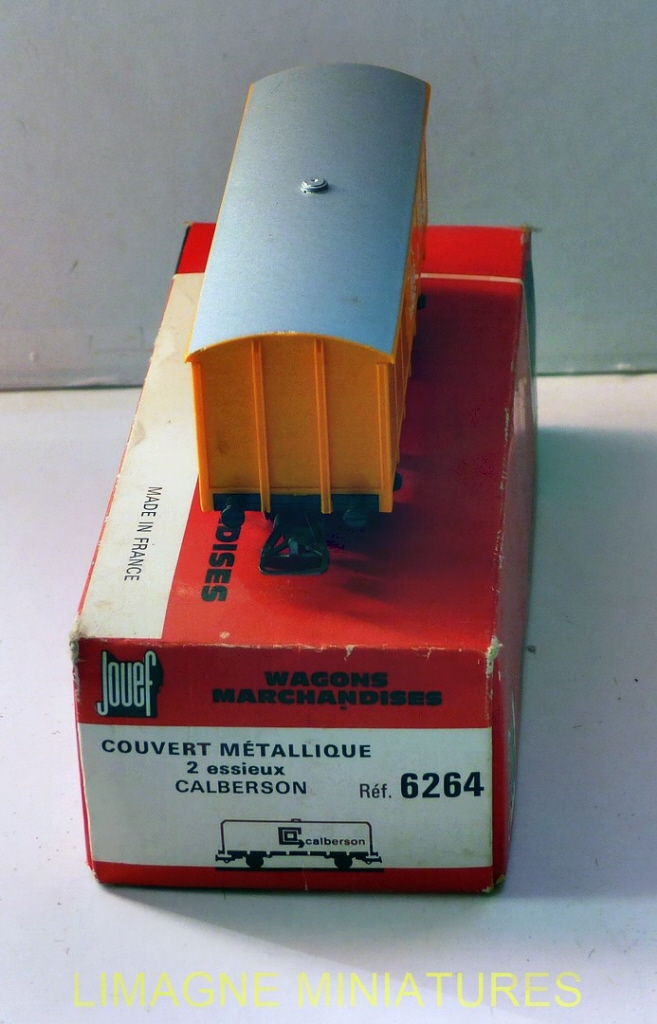 MADE IN FRANCE
DISES
Jouef
WAGONS
MARCHANDISES
COUVERT MÉTALLIQUE
2 essieux
CALBERSON
Réf. 6264
calberson
LIMAGNE MINIATURES